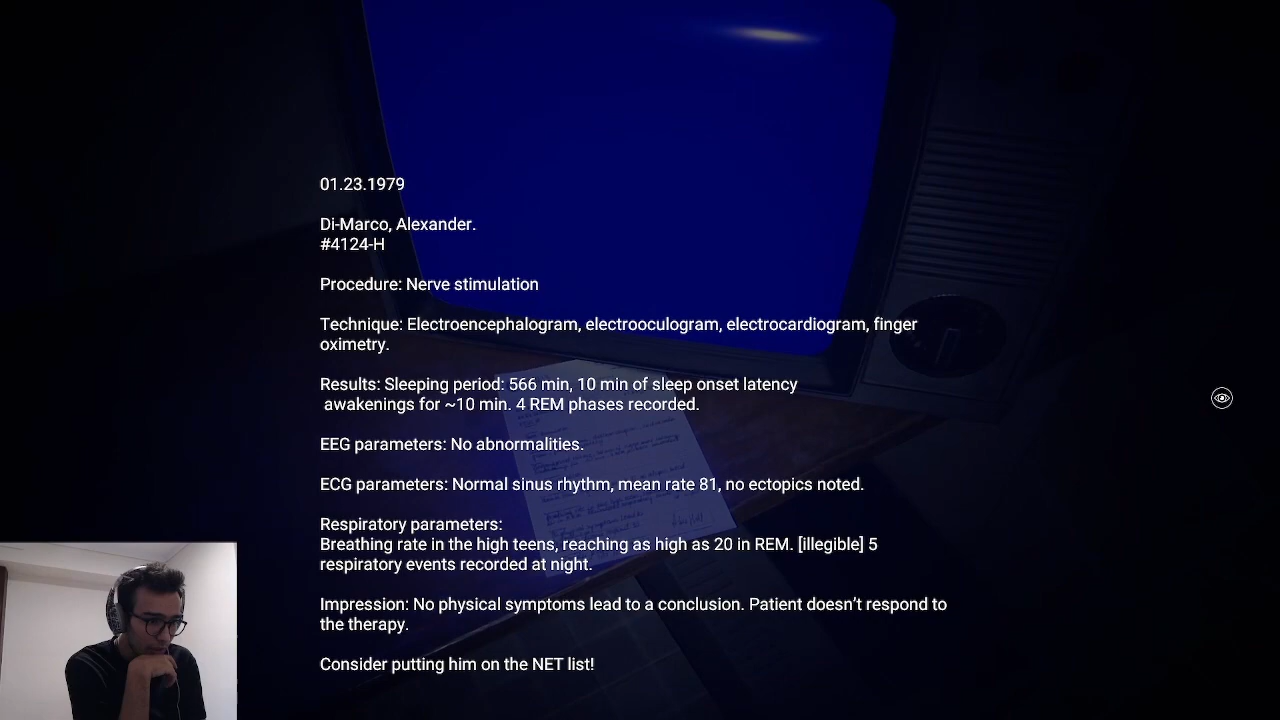 01.23.1979
Di-Marco, Alexander.
#4124-H
Procedure: Nerve stimulation
Technique: Electroencephalogram, electrooculogram, electrocardiogram, finger
oximetry.
Results: Sleeping period: 566 min, 10 min of sleep onset latency
awakenings for ~10 min. 4 REM phases recorded.
EEG parameters: No abnormalities.
ECG parameters: Normal sinus rhythm, mean rate 81, no ectopics noted.
Respiratory parameters:
Breathing rate in the high teens, reaching as high as 20 in REM. [illegible] 5
respiratory events recorded at night.
Impression: No physical symptoms lead to a conclusion. Patient doesn't respond to
the therapy.
Consider putting him on the NET list!